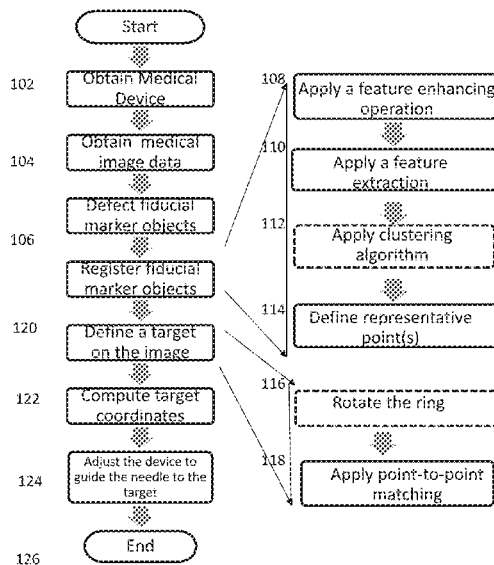 Start
102
Obtain Medical
Device
104
Obtain medical
image data
Defect fiducial
marker objects
106
Register fiducial
marker objects
120
Define a target
on the image
122
Compute target
coordinates
124
Adjust the device to
guide the needle to the
target
End
126
108
Apply a feature enhancing
operation
110
Apply a feature
extraction
112
Apply clustering
algorithm
114
Define representative
point(s)
116
Rotate the ring
118
Apply point-to-point
matching